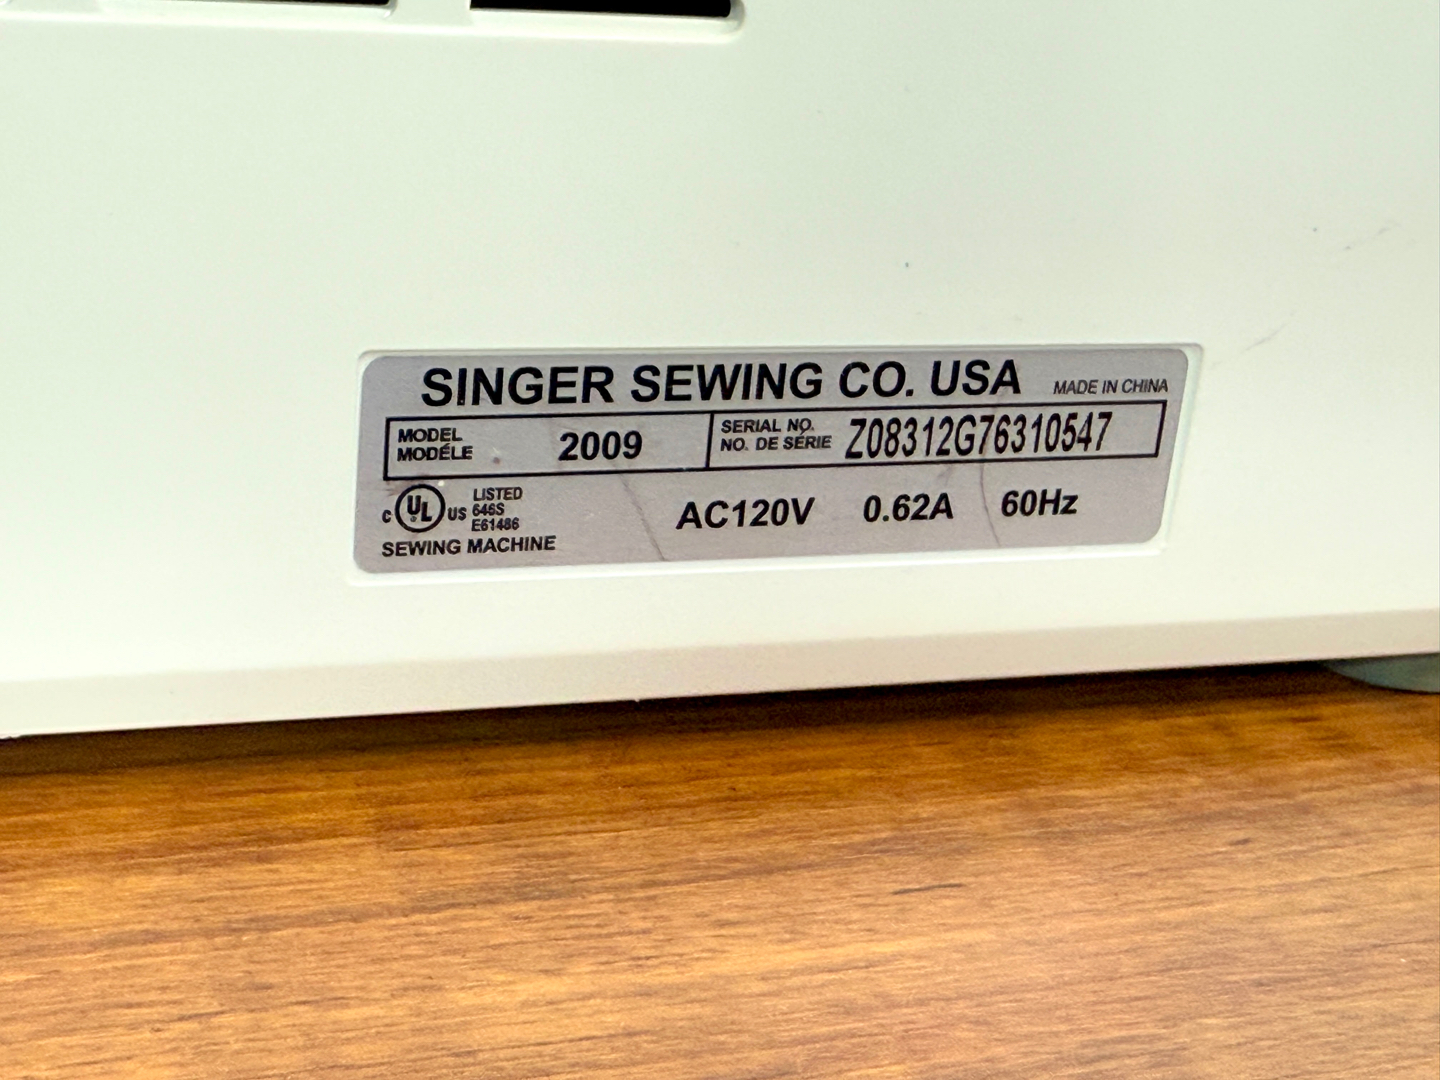 SINGER SEWING CO. USA MADE IN CHINA
MODEL
MODÉLE
2009
SERIAL NO.
NO. DE SÉRIE
Z08312G76310547
C UL US
LISTED
646S
E61486
SEWING MACHINE
AC120V 0.62A 60Hz